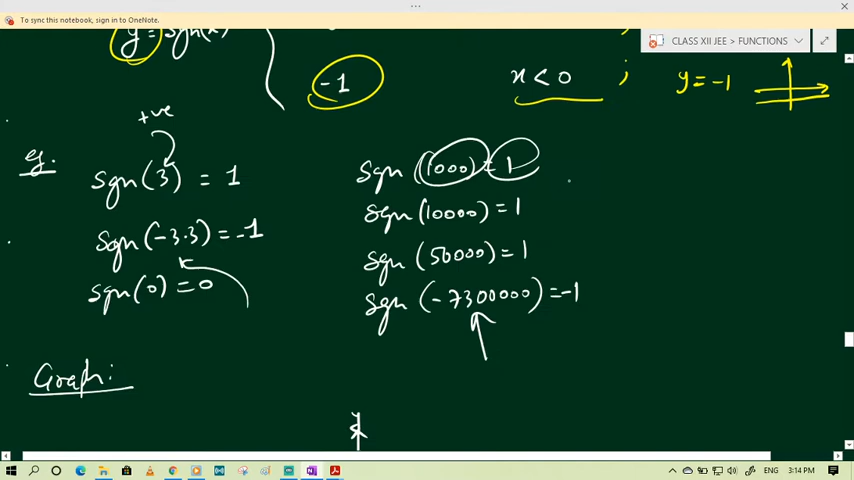 To sync this notebook, sign in to OneNote.
CLASS XII JEE > FUNCTIONS
y = sgn(x)
-1 x < 0 ; y = -1
+ve
eg. sgn(3) = 1
sgn(-3.3) = -1
sgn(0) = 0
sgn(1000) = 1
sgn(10000) = 1
sgn(50000) = 1
sgn(-7300000) = -1
Graph:
ENG 3:14 PM